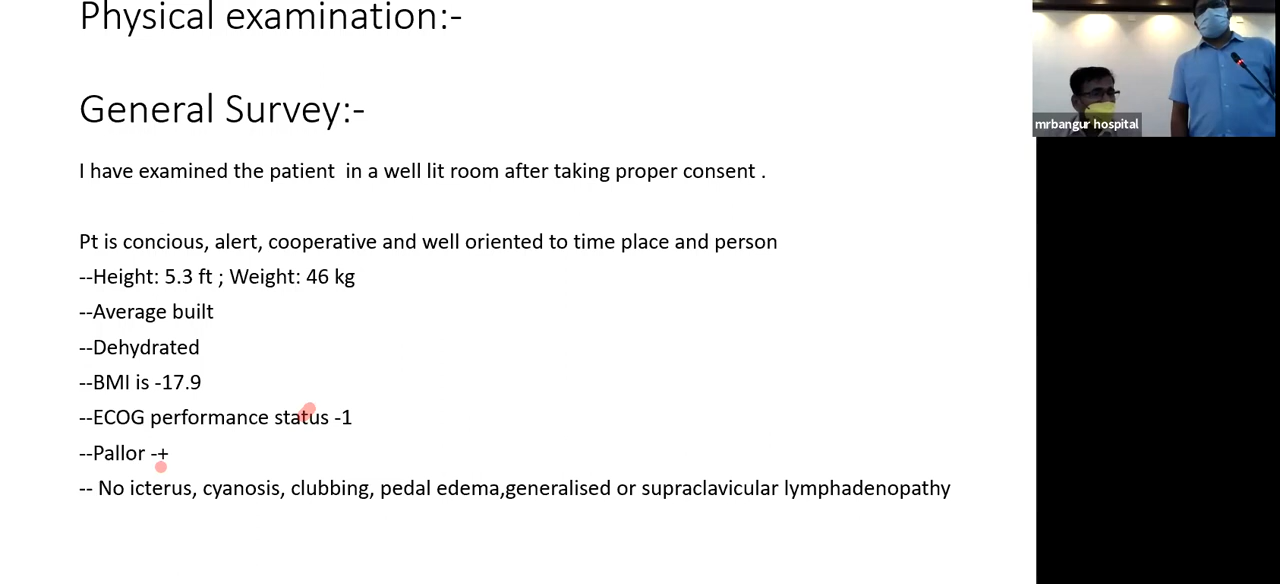 Physical examination:-
General Survey:-
I have examined the patient in a well lit room after taking proper consent .
Pt is concious, alert, cooperative and well oriented to time place and person
--Height: 5.3 ft ; Weight: 46 kg
--Average built
--Dehydrated
--BMI is -17.9
--ECOG performance status -1
--Pallor -+
-- No icterus, cyanosis, clubbing, pedal edema,generalised or supraclavicular lymphadenopathy
mrbangur hospital